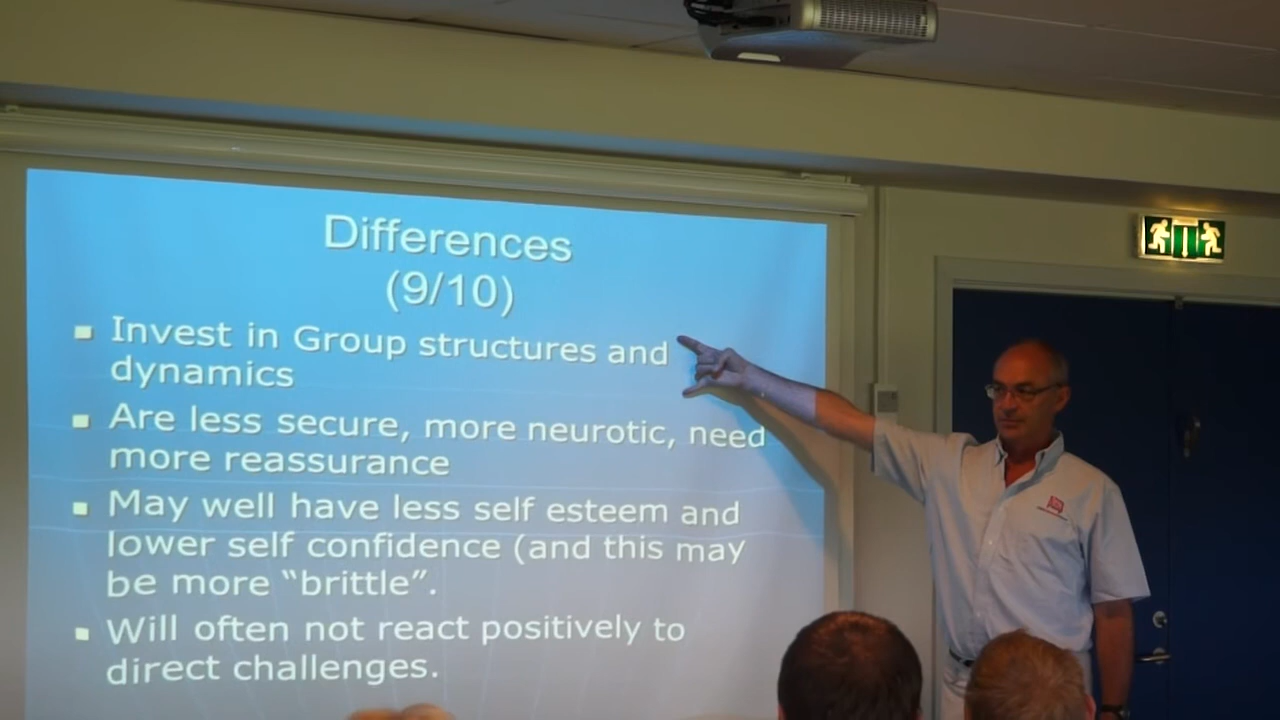 Differences
(9/10)
Invest in Group structures and
dynamics
Are less secure, more neurotic, need
more reassurance
May well have less self esteem and
lower self confidence (and this may
be more “brittle”.
Will often not react positively to
direct challenges.